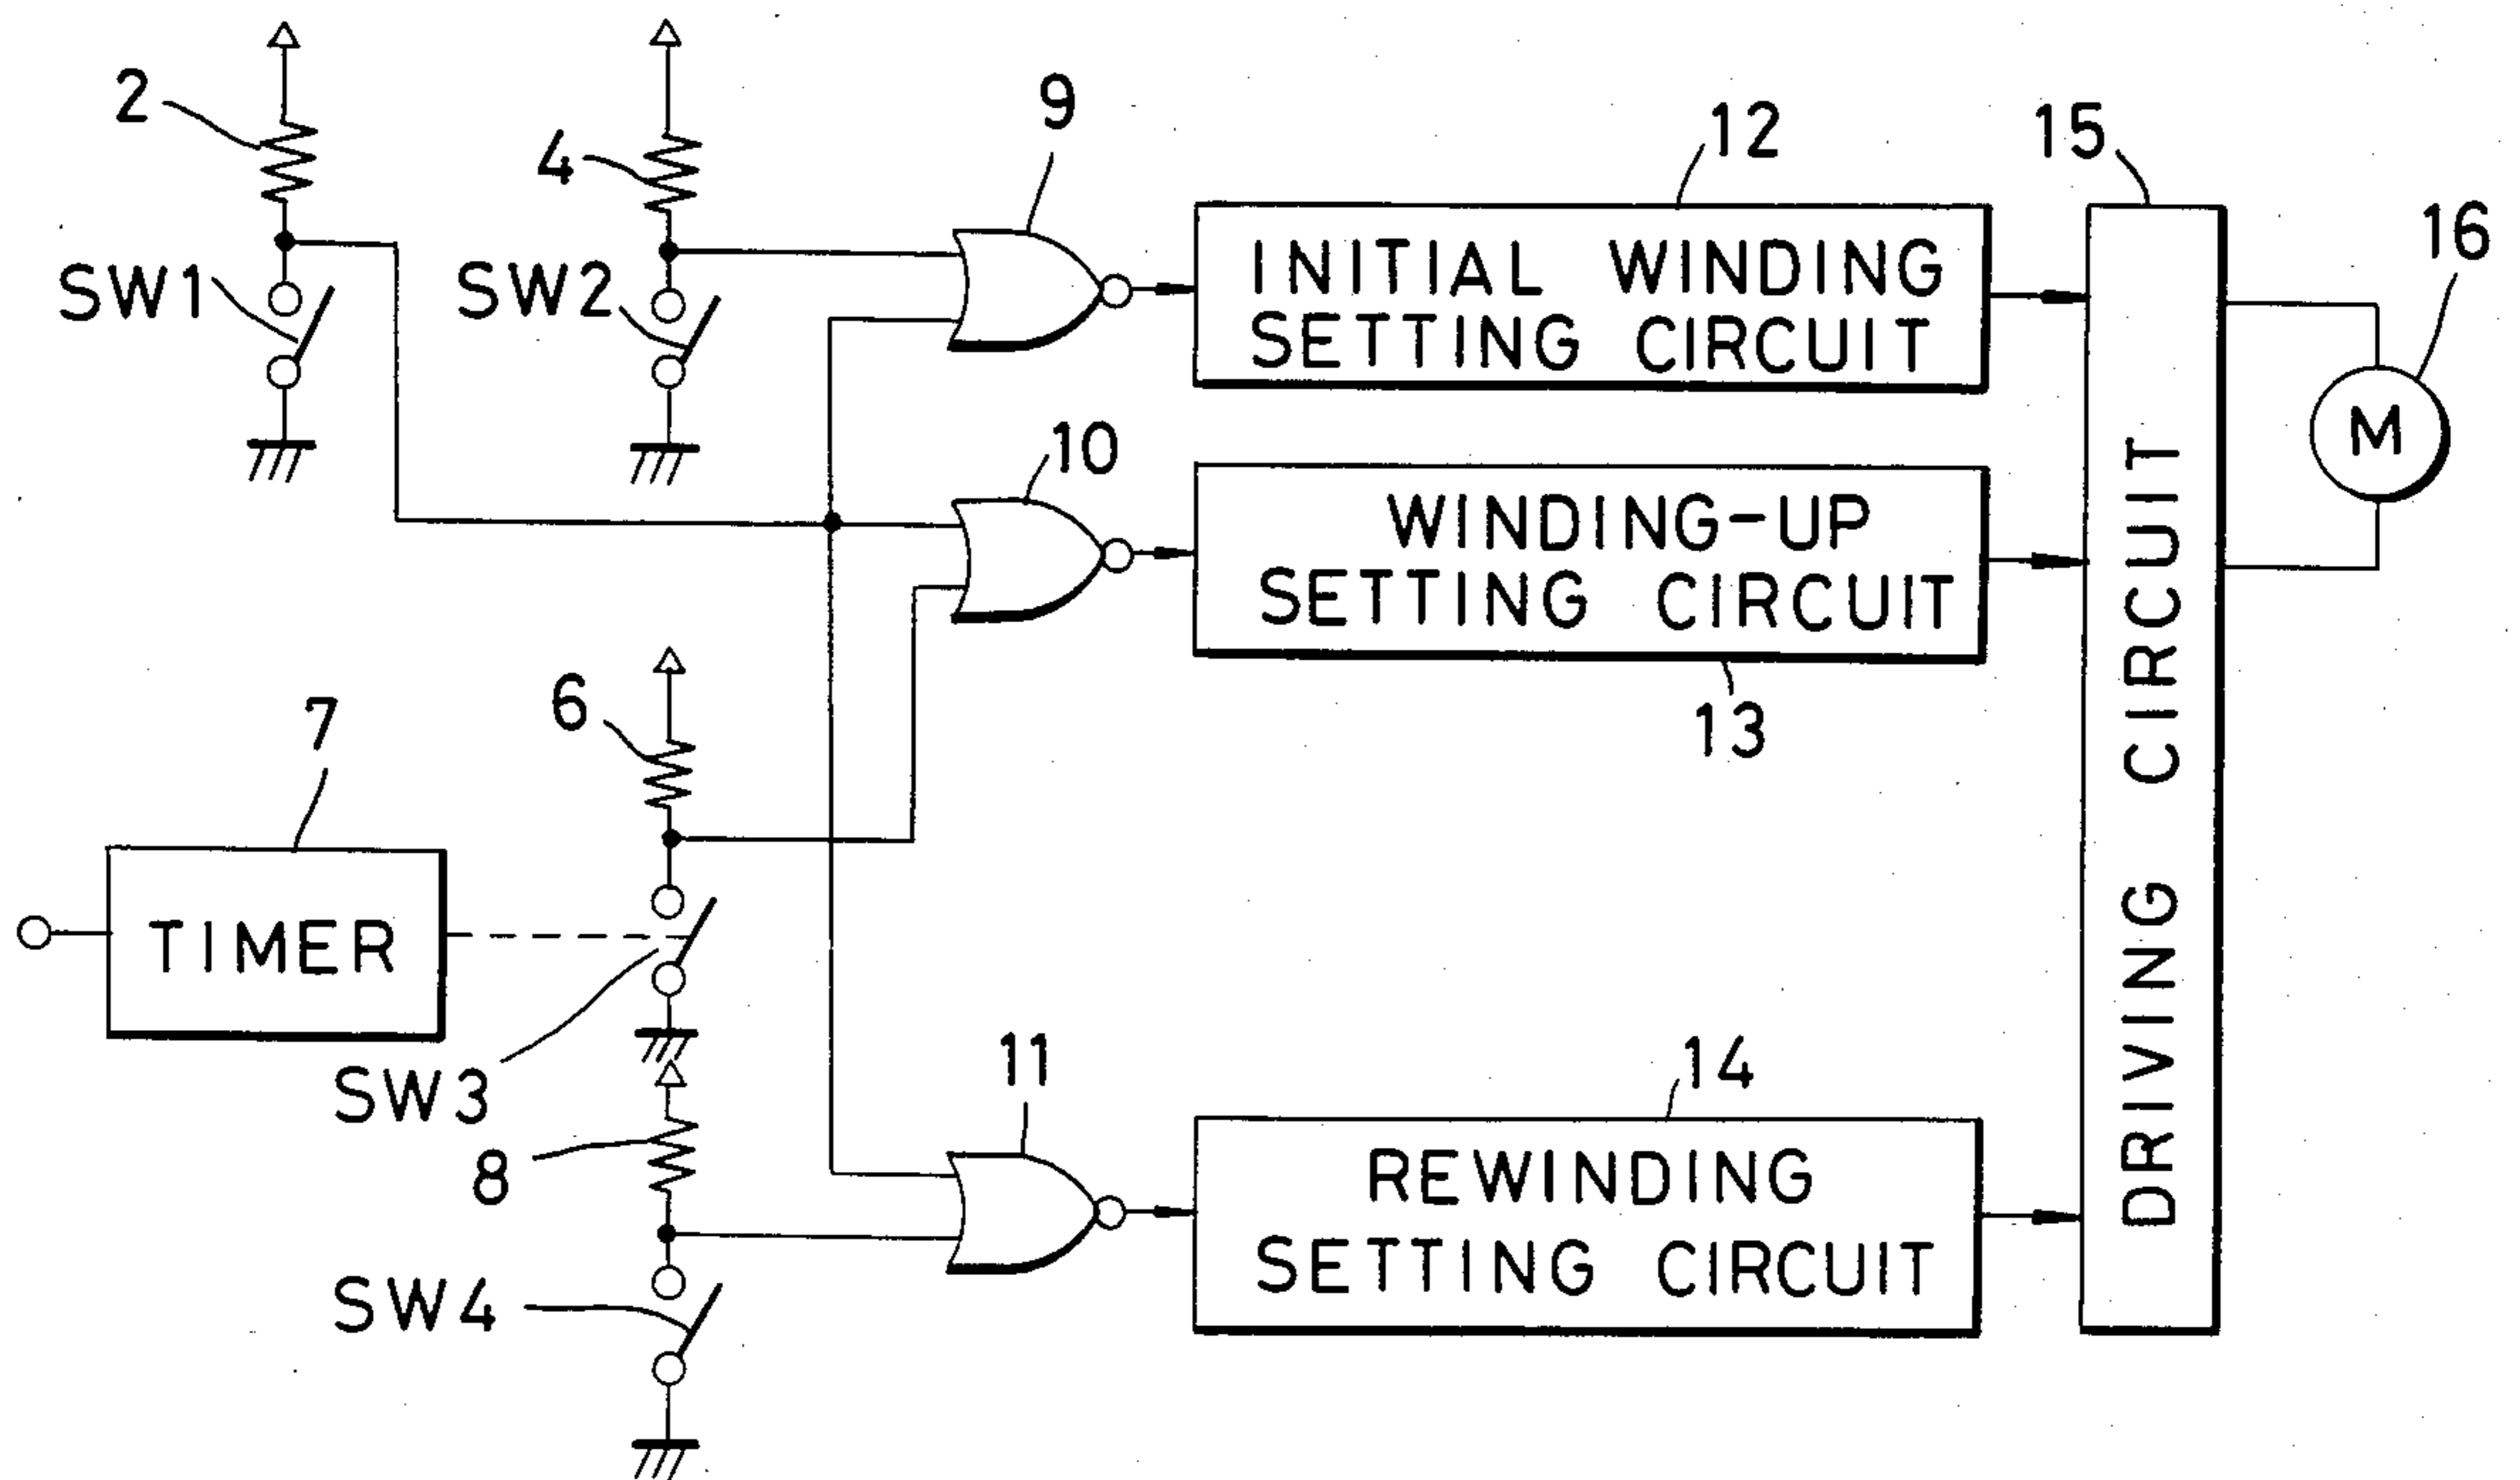 2
4
9
12
15
16
SW1
SW2
INITIAL WINDING
SETTING CIRCUIT
M
10
WINDING-UP
SETTING CIRCUIT
13
DRIVING CIRCUIT
6
7
TIMER
SW3
8
11
14
REWINDING
SETTING CIRCUIT
SW4